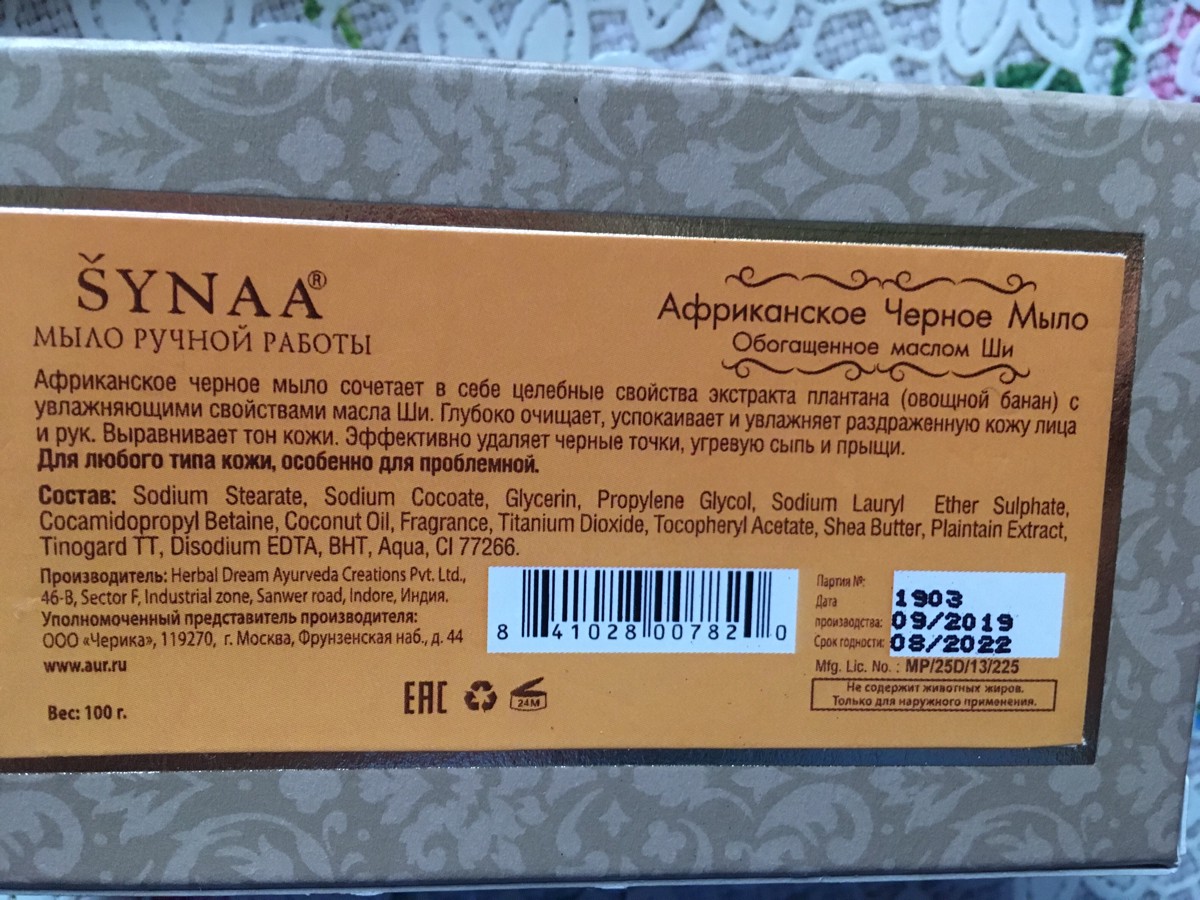 ŠYNAA®
МЫЛО РУЧНОЙ РАБОТЫ
Африканское Черное Мыло
Обогащенное маслом Ши
Африканское черное мыло сочетает в себе целебные свойства экстракта плантана (овощной банан) с
увлажняющими свойствами масла Ши. Глубоко очищает, успокаивает и увлажняет раздраженную кожу лица
и рук. Выравнивает тон кожи. Эффективно удаляет черные точки, угревую сыпь и прыщи.
Для любого типа кожи, особенно для проблемной.
Состав: Sodium Stearate, Sodium Cocoate, Glycerin, Propylene Glycol, Sodium Lauryl Ether Sulphate,
Cocamidopropyl Betaine, Coconut Oil, Fragrance, Titanium Dioxide, Tocopheryl Acetate, Shea Butter, Plaintain Extract,
Tinogard TT, Disodium EDTA, BHT, Aqua, CI 77266.
Производитель: Herbal Dream Ayurveda Creations Pvt. Ltd.,
46-B, Sector F, Industrial zone, Sanwer road, Indore, Индия.
Уполномоченный представитель производителя:
ООО «Черика», 119270, г. Москва, Фрунзенская наб., д. 44
www.aur.ru
Вес: 100 г.
EAC
24M
8 41028 00782 0
Партия №: 1903
Дата
производства: 09/2019
Срок годности: 08/2022
Mfg. Lic. No. : MP/25D/13/225
Не содержит животных жиров.
Только для наружного применения.